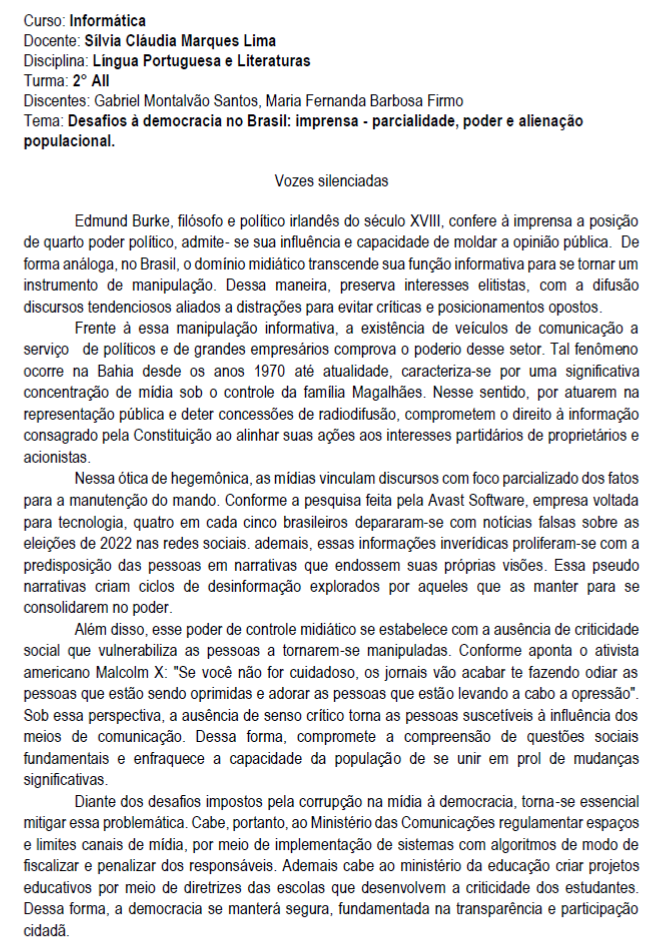 Curso: Informática
Docente: Sílvia Cláudia Marques Lima
Disciplina: Língua Portuguesa e Literaturas
Turma: 2° AII
Discentes: Gabriel Montalvão Santos, Maria Fernanda Barbosa Firmo
Tema: Desafios à democracia no Brasil: imprensa - parcialidade, poder e alienação
populacional.
Vozes silenciadas
Edmund Burke, filósofo e político irlandês do século XVIII, confere à imprensa a posição
de quarto poder político, admite- se sua influência e capacidade de moldar a opinião pública. De
forma análoga, no Brasil, o domínio midiático transcende sua função informativa para se tornar um
instrumento de manipulação. Dessa maneira, preserva interesses elitistas, com a difusão
discursos tendenciosos aliados a distrações para evitar críticas e posicionamentos opostos.
Frente à essa manipulação informativa, a existência de veículos de comunicação a
serviço de políticos e de grandes empresários comprova o poderio desse setor. Tal fenômeno
ocorre na Bahia desde os anos 1970 até atualidade, caracteriza-se por uma significativa
concentração de mídia sob o controle da família Magalhães. Nesse sentido, por atuarem na
representação pública e deter concessões de radiodifusão, comprometem o direito à informação
consagrado pela Constituição ao alinhar suas ações aos interesses partidários de proprietários e
acionistas.
Nessa ótica de hegemônica, as mídias vinculam discursos com foco parcializado dos fatos
para a manutenção do mando. Conforme a pesquisa feita pela Avast Software, empresa voltada
para tecnologia, quatro em cada cinco brasileiros depararam-se com notícias falsas sobre as
eleições de 2022 nas redes sociais. ademais, essas informações inverídicas proliferam-se com a
predisposição das pessoas em narrativas que endossem suas próprias visões. Essa pseudo
narrativas criam ciclos de desinformação explorados por aqueles que as manter para se
consolidarem no poder.
Além disso, esse poder de controle midiático se estabelece com a ausência de criticidade
social que vulnerabiliza as pessoas a tornarem-se manipuladas. Conforme aponta o ativista
americano Malcolm X: "Se você não for cuidadoso, os jornais vão acabar te fazendo odiar as
pessoas que estão sendo oprimidas e adorar as pessoas que estão levando a cabo a opressão".
Sob essa perspectiva, a ausência de senso crítico torna as pessoas suscetíveis à influência dos
meios de comunicação. Dessa forma, compromete a compreensão de questões sociais
fundamentais e enfraquece a capacidade da população de se unir em prol de mudanças
significativas.
Diante dos desafios impostos pela corrupção na mídia à democracia, torna-se essencial
mitigar essa problemática. Cabe, portanto, ao Ministério das Comunicações regulamentar espaços
e limites canais de mídia, por meio de implementação de sistemas com algoritmos de modo de
fiscalizar e penalizar dos responsáveis. Ademais cabe ao ministério da educação criar projetos
educativos por meio de diretrizes das escolas que desenvolvem a criticidade dos estudantes.
Dessa forma, a democracia se manterá segura, fundamentada na transparência e participação
cidadã.